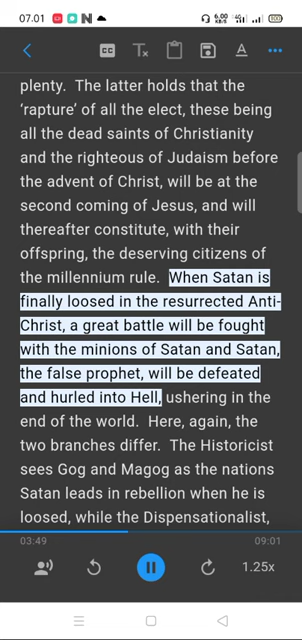 07.01
6.00
KB/s
4G
plenty. The latter holds that the
‘rapture’ of all the elect, these being
all the dead saints of Christianity
and the righteous of Judaism before
the advent of Christ, will be at the
second coming of Jesus, and will
thereafter constitute, with their
offspring, the deserving citizens of
the millennium rule. When Satan is
finally loosed in the resurrected Anti-
Christ, a great battle will be fought
with the minions of Satan and Satan,
the false prophet, will be defeated
and hurled into Hell, ushering in the
end of the world. Here, again, the
two branches differ. The Historicist
sees Gog and Magog as the nations
Satan leads in rebellion when he is
loosed, while the Dispensationalist,
03:49
09:01
1.25x